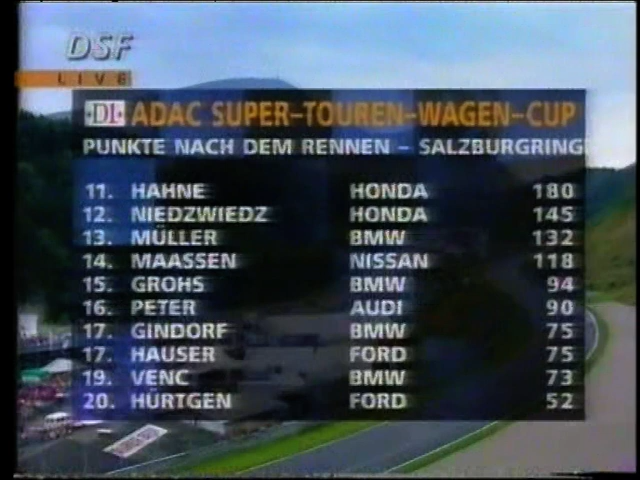 DSF
LIVE
D1 ADAC SUPER-TOUREN-WAGEN-CUP
PUNKTE NACH DEM RENNEN - SALZBURGRING
11. HAHNE HONDA 180
12. NIEDZWIEDZ HONDA 145
13. MÜLLER BMW 132
14. MAASSEN NISSAN 118
15. GROHS BMW 94
16. PETER AUDI 90
17. GINDORF BMW 75
17. HAUSER FORD 75
19. VENC BMW 73
20. HÜRTGEN FORD 52